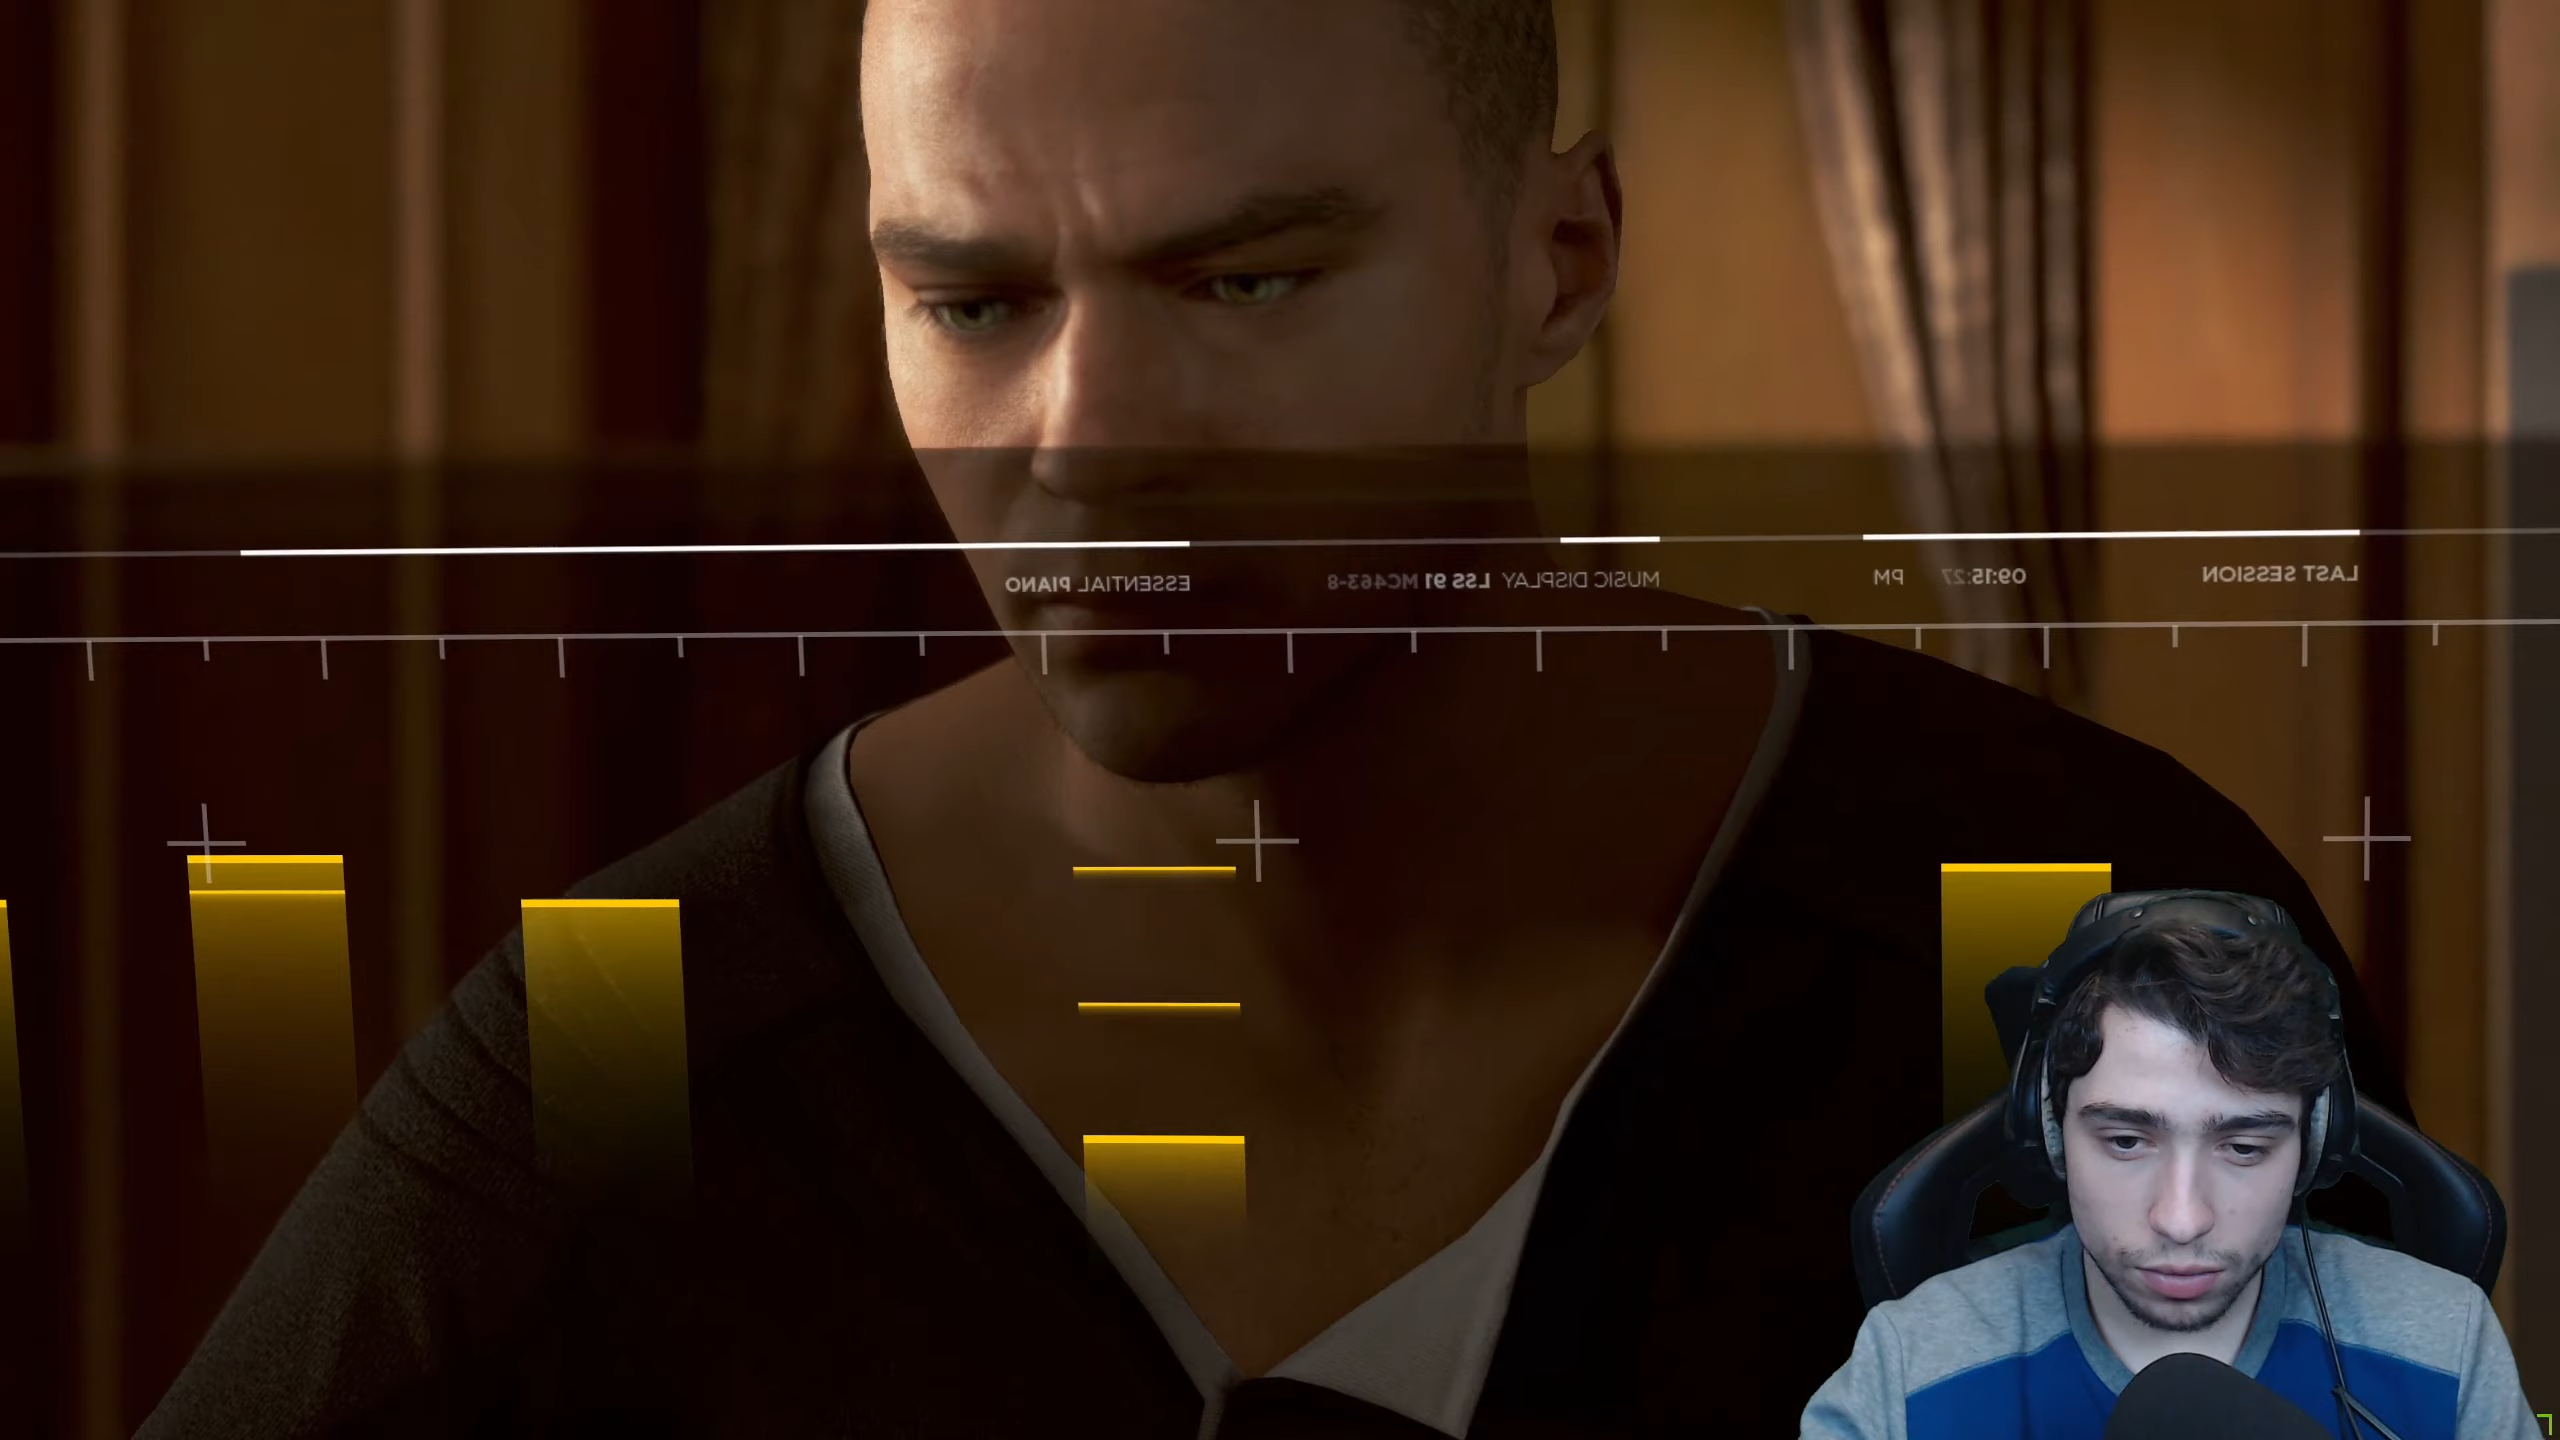 ESSENTIAL PIANO
MUSIC DISPLAY LSS 91 MC463-8
09:15:27 PM
LAST SESSION